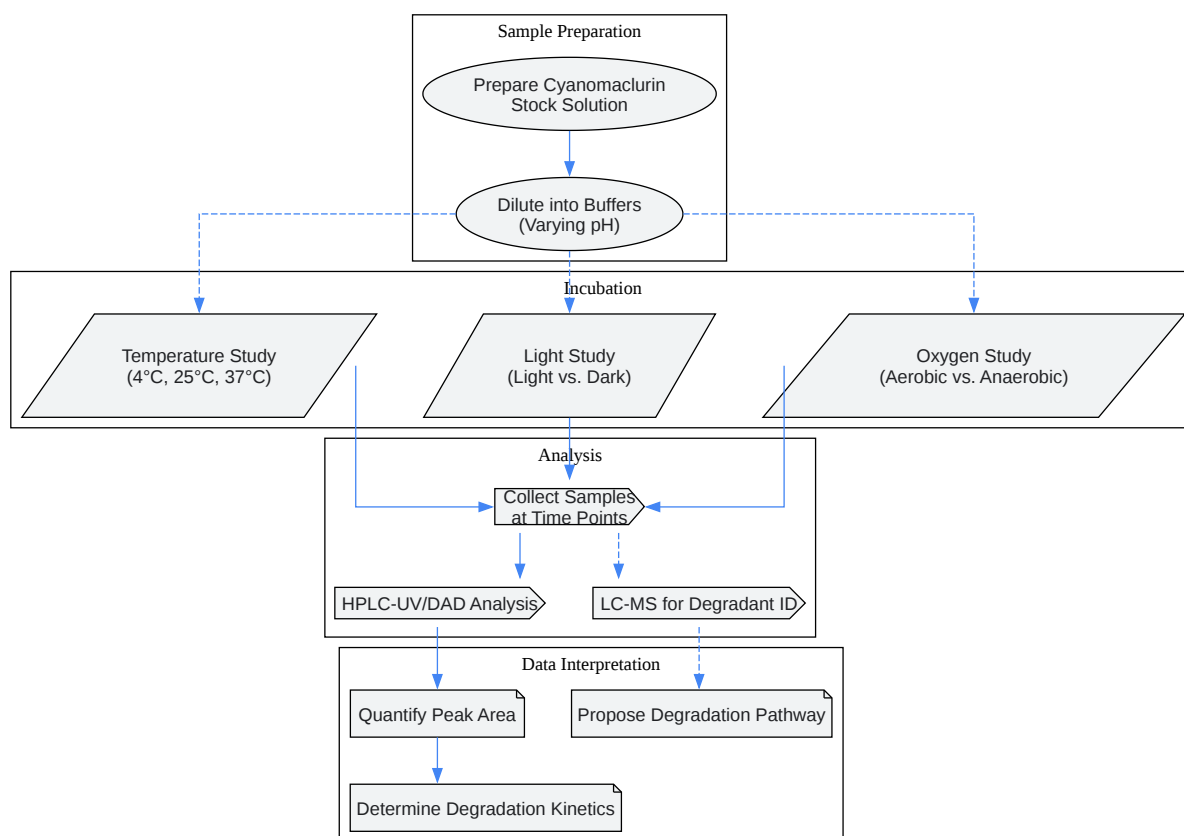 Sample Preparation
Prepare Cyanomaclurin
Stock Solution
Dilute into Buffers
(Varying pH)
Incubation
Temperature Study
(4°C, 25°C, 37°C)
Light Study
(Light vs. Dark)
Oxygen Study
(Aerobic vs. Anaerobic)
Analysis
Collect Samples
at Time Points
HPLC-UV/DAD Analysis
LC-MS for Degradant ID
Data Interpretation
Quantify Peak Area
Propose Degradation Pathway
Determine Degradation Kinetics